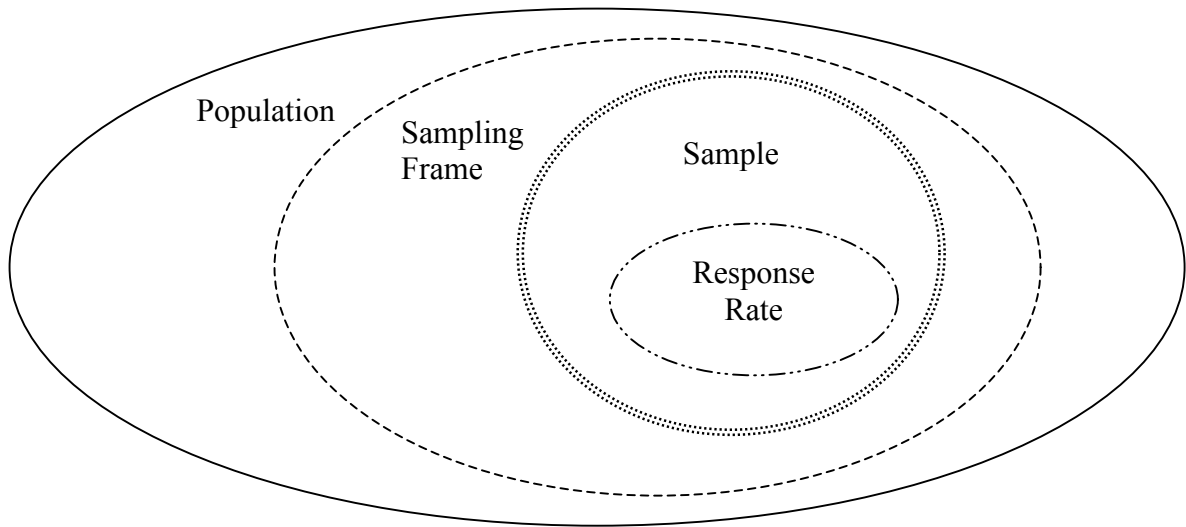 Population
Sampling
Frame
Sample
Response
Rate